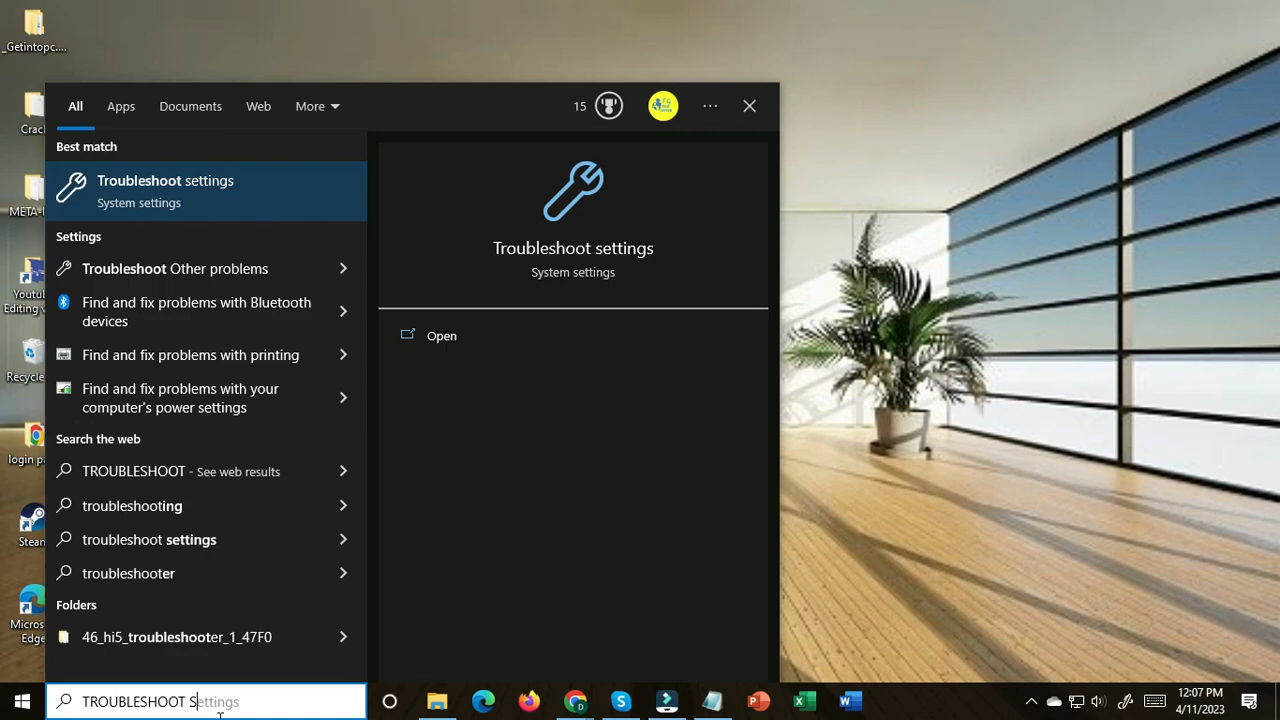 _Getintopc....
Crac
META-I
Youtub
Editing v
Recycle
login pa
Steam
Micros
Edge
All
Apps
Documents
Web
More
15
Best match
Troubleshoot settings
System settings
Settings
Troubleshoot Other problems
Find and fix problems with Bluetooth
devices
Find and fix problems with printing
Find and fix problems with your
computer's power settings
Search the web
TROUBLESHOOT - See web results
troubleshooting
troubleshoot settings
troubleshooter
Folders
46_hi5_troubleshooter_1_47F0
Troubleshoot settings
System settings
Open
TROUBLESHOOT Settings
12:07 PM
4/11/2023